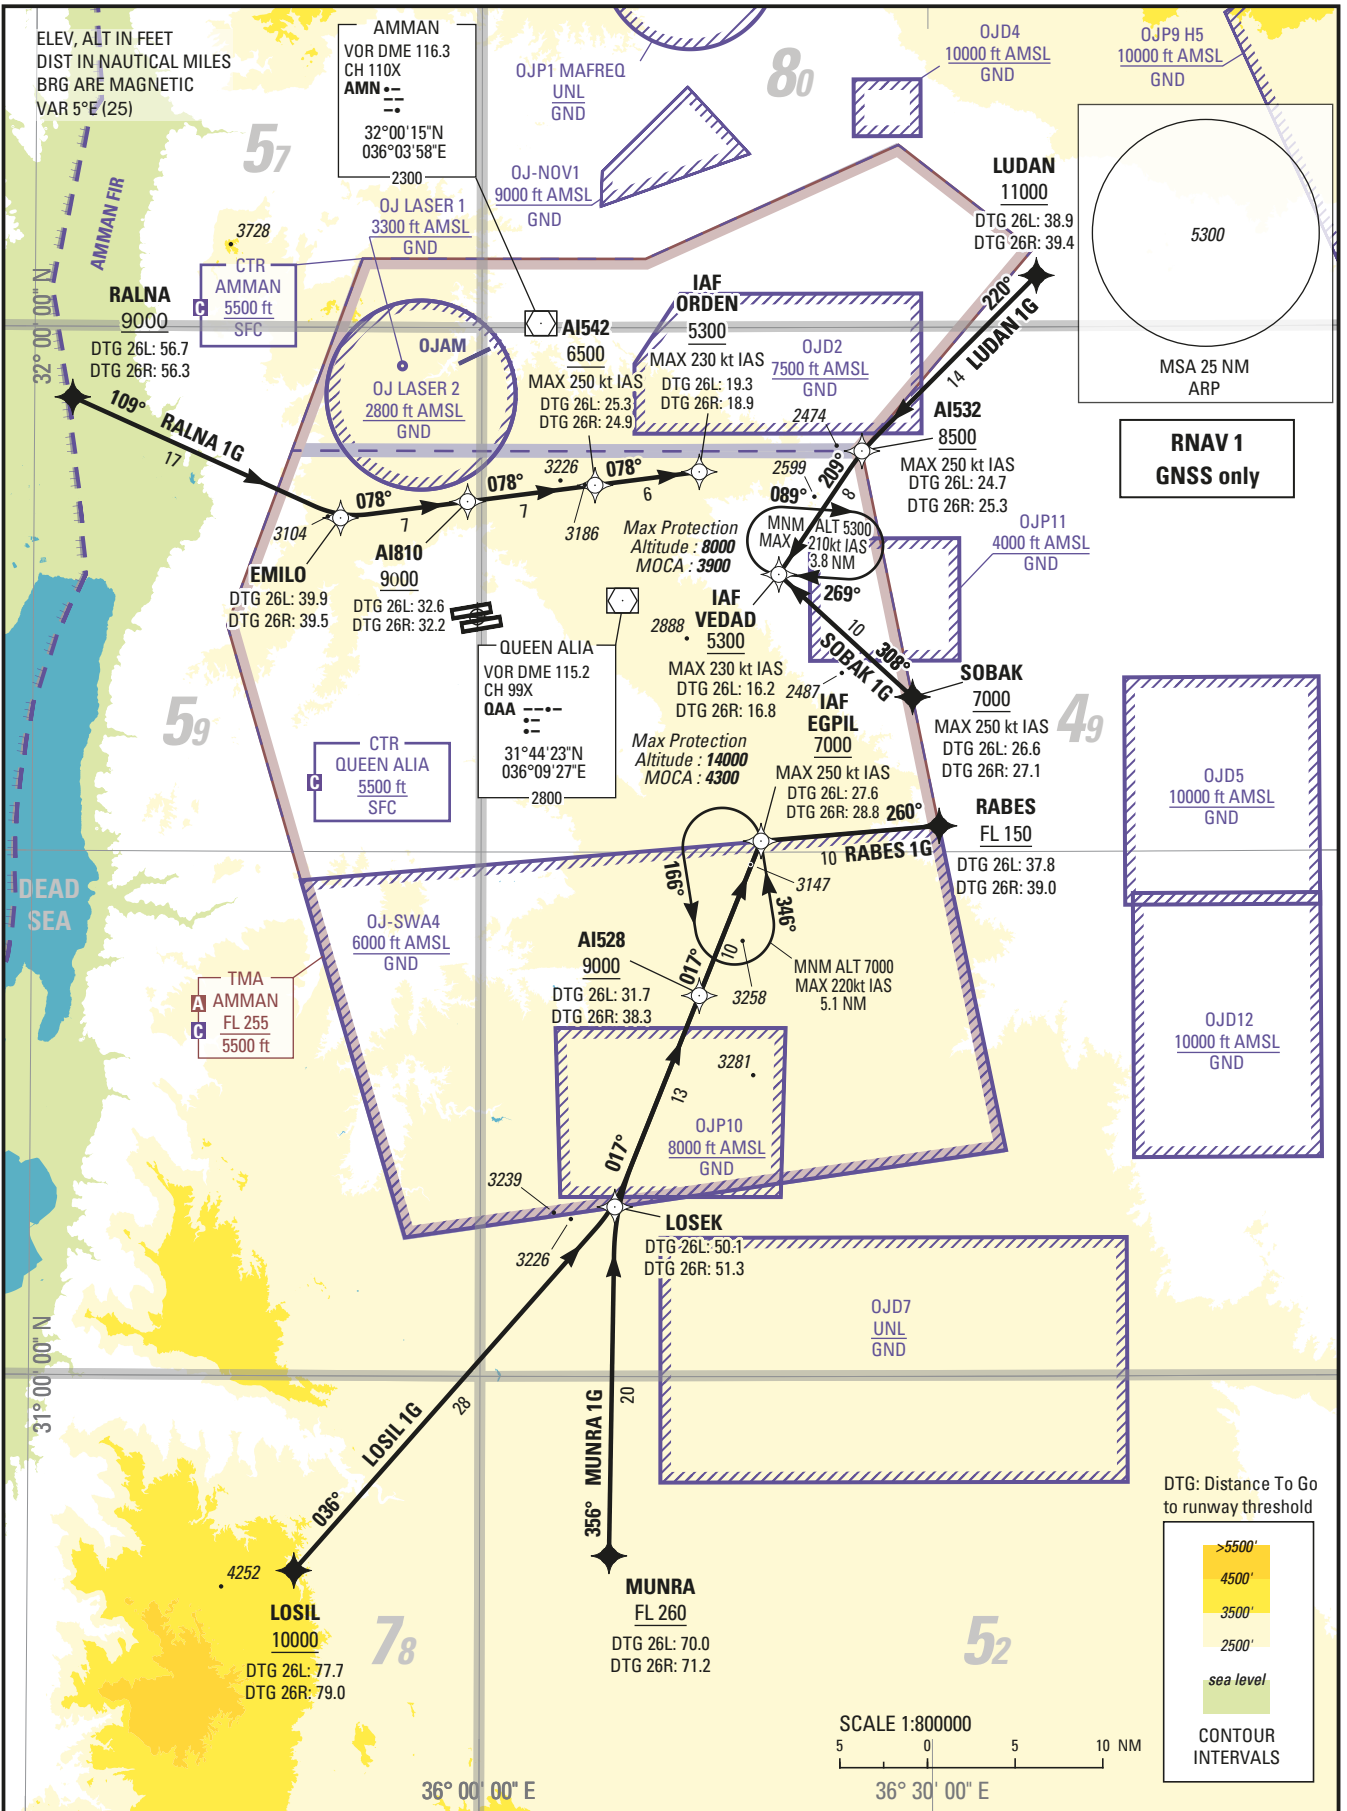 ELEV, ALT IN FEET
DIST IN NAUTICAL MILES
BRG ARE MAGNETIC
VAR 5°E (25)
AMMAN
VOR DME 116.3
CH 110X
AMN
32°00'15"N
036°03'58"E
2300
OJP1 MAFREQ
UNL
GND
80
OJD4
10000 ft AMSL
GND
OJP9 H5
10000 ft AMSL
GND
57
OJ-NOV1
9000 ft AMSL
GND
AMMAN FIR
3728
OJ LASER 1
3300 ft AMSL
GND
LUDAN
11000
DTG 26L: 38.9
DTG 26R: 39.4
5300
MSA 25 NM
ARP
CTR
AMMAN
C
5500 ft
SFC
32° 00' 00" N
RALNA
9000
DTG 26L: 56.7
DTG 26R: 56.3
109°
RALNA 1G
17
OJAM
OJ LASER 2
2800 ft AMSL
GND
AI542
6500
MAX 250 kt IAS
DTG 26L: 25.3
DTG 26R: 24.9
IAF
ORDEN
5300
MAX 230 kt IAS
DTG 26L: 19.3
DTG 26R: 18.9
OJD2
7500 ft AMSL
GND
220°
LUDAN 1G
14
2474
AI532
8500
MAX 250 kt IAS
DTG 26L: 24.7
DTG 26R: 25.3
RNAV 1
GNSS only
3226
078°
078°
078°
7
7
6
3104
3186
2599
209°
8
089°
MNM ALT 5300
MAX 210kt IAS
3.8 NM
269°
Max Protection
Altitude : 8000
MOCA : 3900
OJP11
4000 ft AMSL
GND
EMILO
DTG 26L: 39.9
DTG 26R: 39.5
AI810
9000
DTG 26L: 32.6
DTG 26R: 32.2
IAF
VEDAD
5300
MAX 230 kt IAS
DTG 26L: 16.2
DTG 26R: 16.8
2888
10
308°
SOBAK 1G
2487
SOBAK
7000
MAX 250 kt IAS
DTG 26L: 26.6
DTG 26R: 27.1
QUEEN ALIA
VOR DME 115.2
CH 99X
QAA
31°44'23"N
036°09'27"E
2800
59
49
CTR
QUEEN ALIA
C
5500 ft
SFC
Max Protection
Altitude : 14000
MOCA : 4300
IAF
EGPIL
7000
MAX 250 kt IAS
DTG 26L: 27.6
DTG 26R: 28.8
260°
10
RABES 1G
RABES
FL 150
DTG 26L: 37.8
DTG 26R: 39.0
OJD5
10000 ft AMSL
GND
DEAD
SEA
OJ-SWA4
6000 ft AMSL
GND
166°
346°
3147
3258
MNM ALT 7000
MAX 220kt IAS
5.1 NM
AI528
9000
DTG 26L: 31.7
DTG 26R: 38.3
017°
10
TMA
A
AMMAN
C
FL 255
5500 ft
OJD12
10000 ft AMSL
GND
3281
13
OJP10
8000 ft AMSL
GND
017°
3239
3226
LOSEK
DTG 26L: 50.1
DTG 26R: 51.3
OJD7
UNL
GND
31° 00' 00" N
LOSIL 1G
28
036°
MUNRA 1G
20
356°
4252
LOSIL
10000
DTG 26L: 77.7
DTG 26R: 79.0
MUNRA
FL 260
DTG 26L: 70.0
DTG 26R: 71.2
78
52
DTG: Distance To Go
to runway threshold
>5500'
4500'
3500'
2500'
sea level
CONTOUR
INTERVALS
SCALE 1:800000
5 0 5 10 NM
36° 00' 00" E
36° 30' 00" E